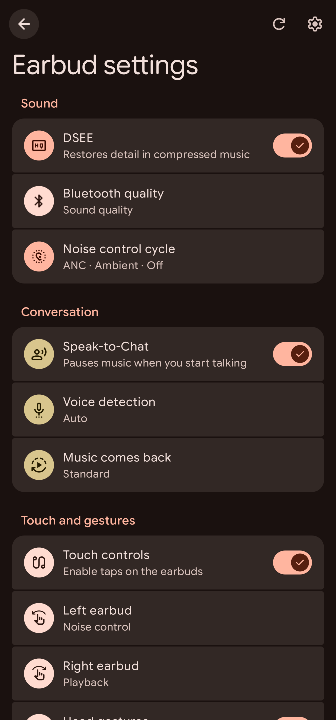 Earbud settings
Sound
DSEE
Restores detail in compressed music
Bluetooth quality
Sound quality
Noise control cycle
ANC · Ambient · Off
Conversation
Speak-to-Chat
Pauses music when you start talking
Voice detection
Auto
Music comes back
Standard
Touch and gestures
Touch controls
Enable taps on the earbuds
Left earbud
Noise control
Right earbud
Playback
Head gestures